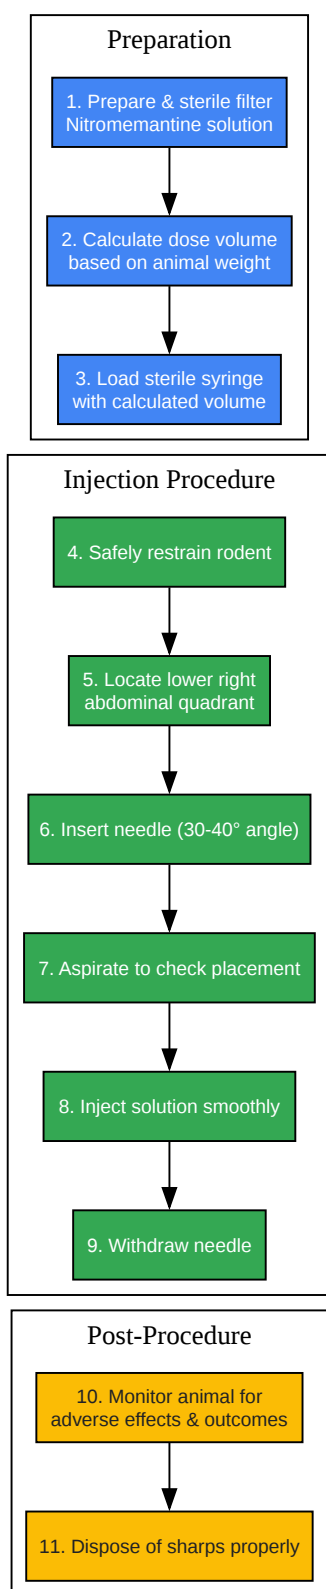 Preparation
1. Prepare & sterile filter
Nitromemantine solution
2. Calculate dose volume
based on animal weight
3. Load sterile syringe
with calculated volume
Injection Procedure
4. Safely restrain rodent
5. Locate lower right
abdominal quadrant
6. Insert needle (30-40° angle)
7. Aspirate to check placement
8. Inject solution smoothly
9. Withdraw needle
Post-Procedure
10. Monitor animal for
adverse effects & outcomes
11. Dispose of sharps properly